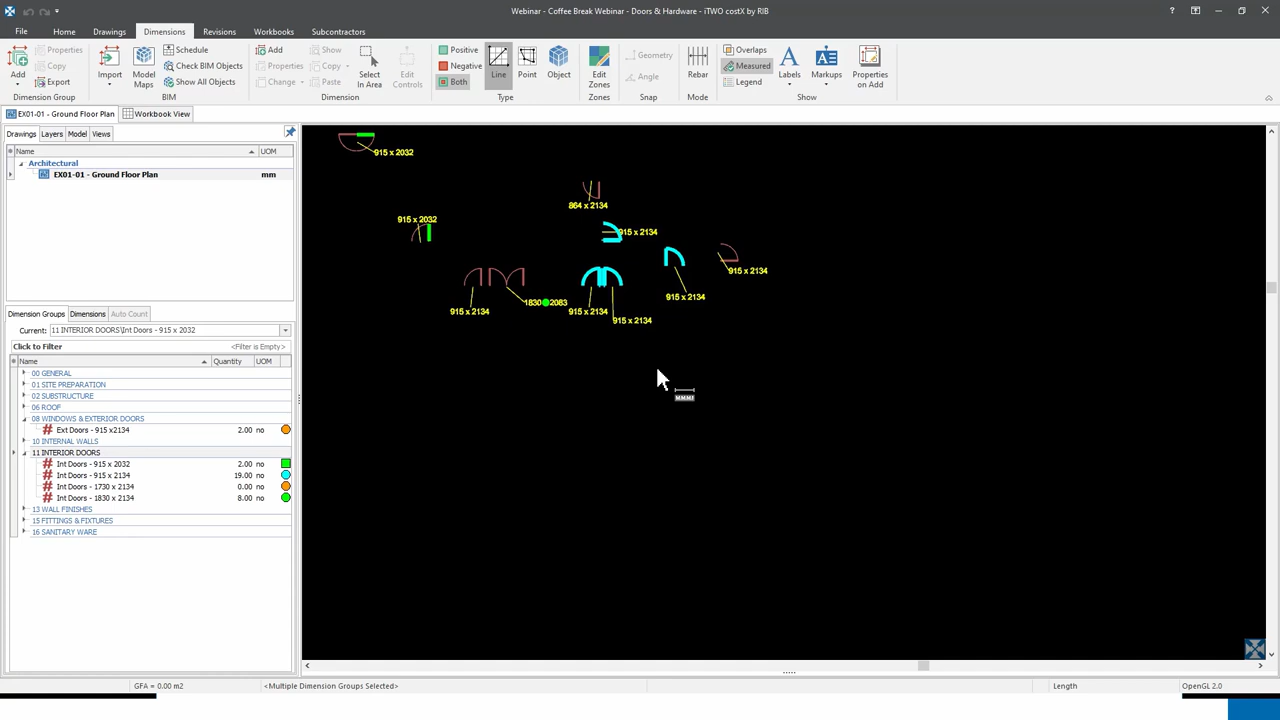 Webinar - Coffee Break Webinar - Doors & Hardware - iTWO costX by RIB
File Home Drawings Dimensions Revisions Workbooks Subcontractors
Add Properties Copy Export
Dimension Group
Import Model Maps Schedule Check BIM Objects Show All Objects
BIM
Add Properties Change Show Copy Paste Select In Area Edit Controls
Dimension
Positive Negative Both Line Point Object
Type
Edit Zones
Zones
Geometry Angle
Snap
Rebar
Mode
Overlaps Measured Legend Labels Markups Properties on Add
Show
EX01-01 - Ground Floor Plan Workbook View
Drawings Layers Model Views
Name UOM
Architectural
EX01-01 - Ground Floor Plan mm
Dimension Groups Dimensions Auto Count
Current: 11 INTERIOR DOORS\Int Doors - 915 x 2032
Click to Filter <Filter is Empty>
Name Quantity UOM
00 GENERAL
01 SITE PREPARATION
02 SUBSTRUCTURE
06 ROOF
08 WINDOWS & EXTERIOR DOORS
Ext Doors - 915 x2134 2.00 no
10 INTERNAL WALLS
11 INTERIOR DOORS
Int Doors - 915 x 2032 2.00 no
Int Doors - 915 x 2134 19.00 no
Int Doors - 1730 x 2134 0.00 no
Int Doors - 1830 x 2134 8.00 no
13 WALL FINISHES
15 FITTINGS & FIXTURES
16 SANITARY WARE
915 x 2032
864 x 2134
915 x 2032
915 x 2134
915 x 2134
915 x 2134
1830 2083
915 x 2134
915 x 2134
915 x 2134
GFA = 0.00 m2 <Multiple Dimension Groups Selected> Length OpenGL 2.0